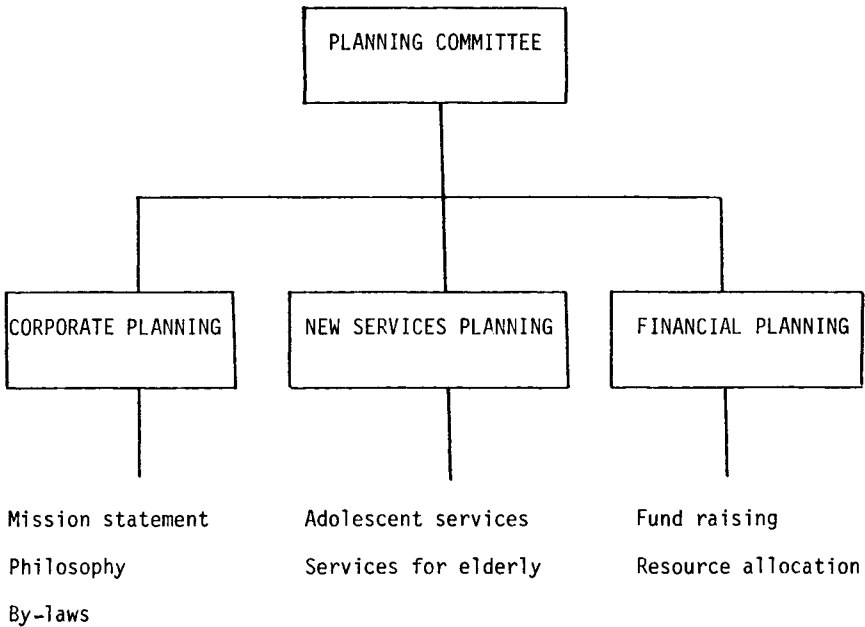 PLANNING COMMITTEE
CORPORATE PLANNING
NEW SERVICES PLANNING
FINANCIAL PLANNING
Mission statement
Philosophy
By-laws
Adolescent services
Services for elderly
Fund raising
Resource allocation